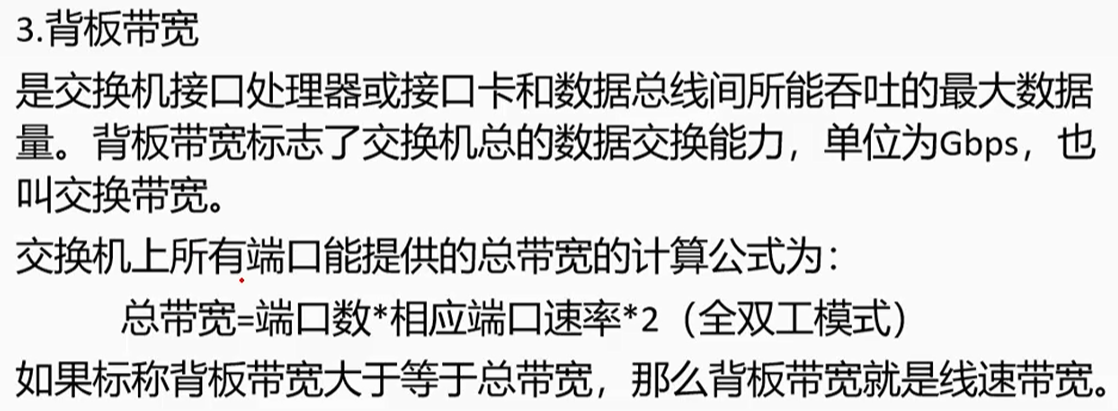 3.背板带宽
是交换机接口处理器或接口卡和数据总线间所能吞吐的最大数据
量。背板带宽标志了交换机总的数据交换能力，单位为Gbps，也
叫交换带宽。
交换机上所有端口能提供的总带宽的计算公式为：
总带宽=端口数*相应端口速率*2（全双工模式）
如果标称背板带宽大于等于总带宽，那么背板带宽就是线速带宽。